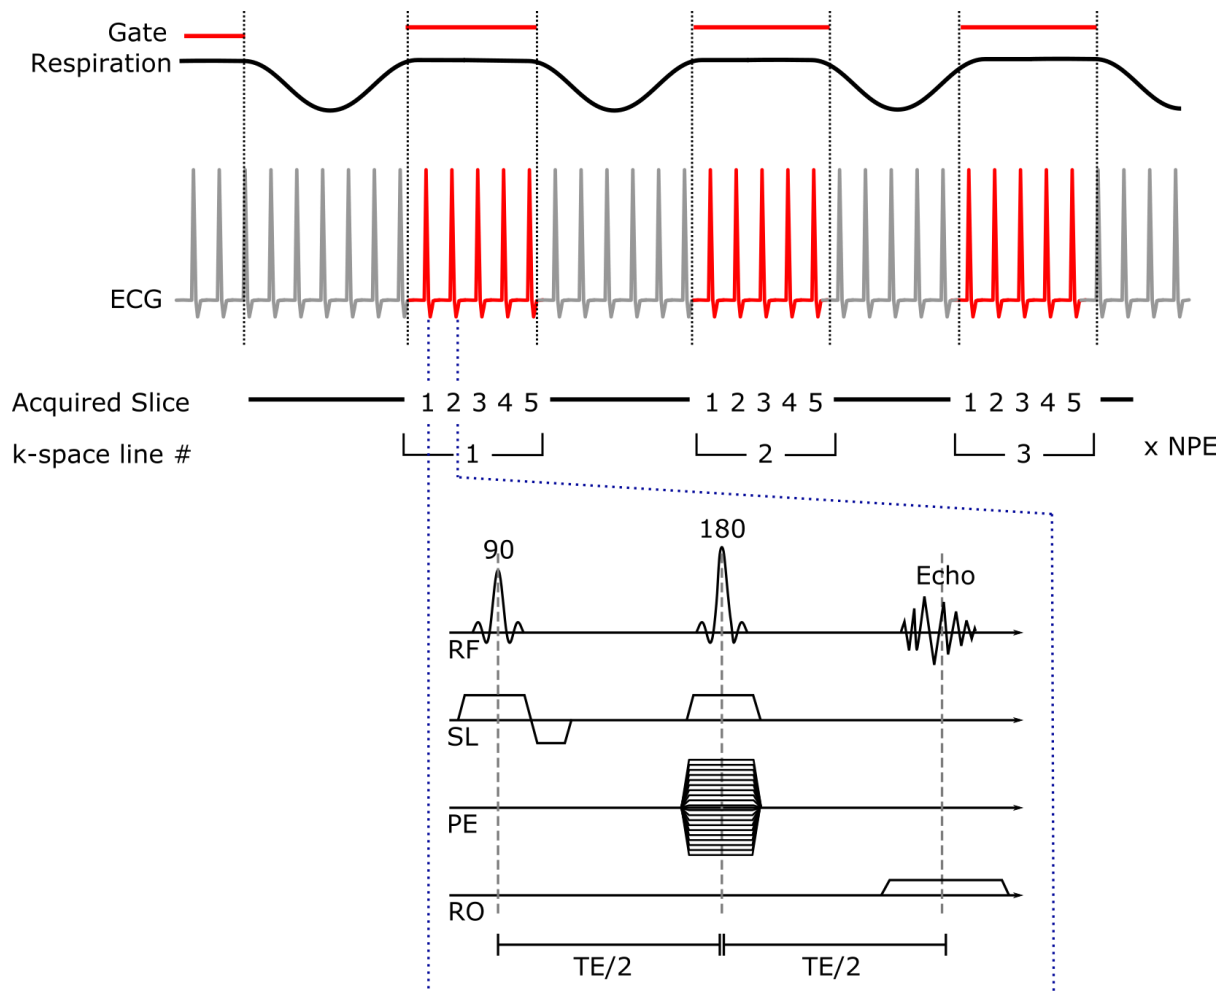 Gate
Respiration
ECG
Acquired Slice 1 2 3 4 5 1 2 3 4 5 1 2 3 4 5
k-space line # 1 2 3 x NPE
90 180 Echo
RF
SL
PE
RO
TE/2 TE/2